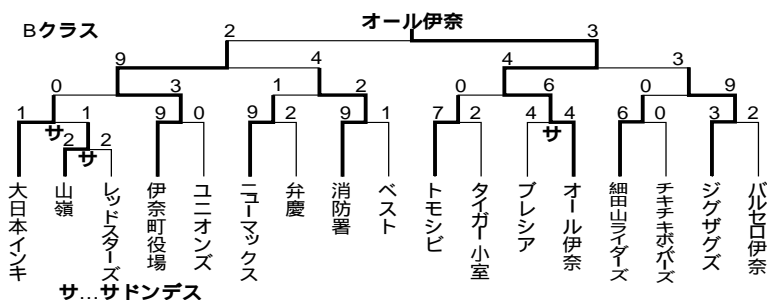 オール伊奈
Bクラス
2 3
9 4 4 3
0 3 1 2 0 6 0 9
1 サ 1 9 0 9 2 9 1 7 2 4 サ 4 6 0 3 2
2 サ 2
大日本インキ
山嶺
レッドスターズ
伊奈町役場
ユニオンズ
ニューマックス
弁慶
消防署
ベスト
トモシビ
タイガー小室
ブレシア
オール伊奈
細田山ライダーズ
チキチキボンバーズ
ジグザグズ
バルセロ伊奈
サ…サドンデス